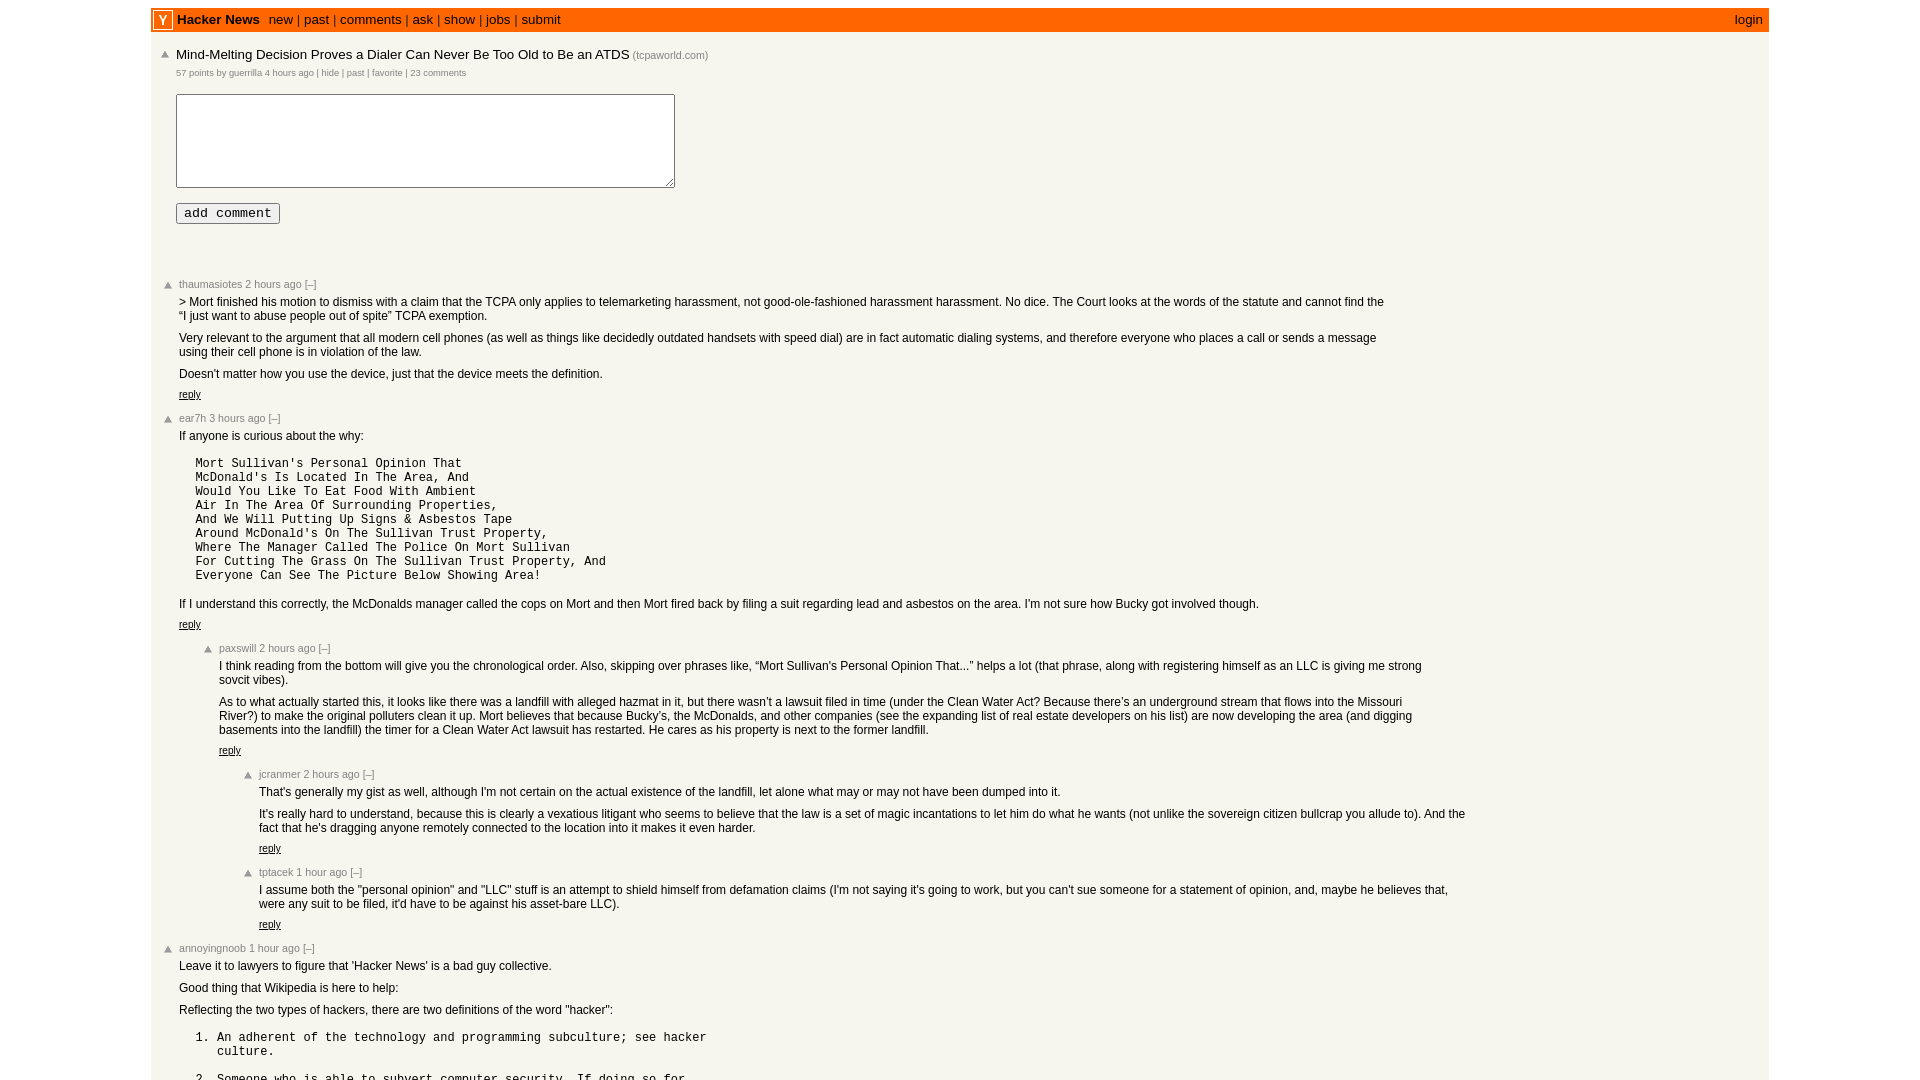 Y Hacker News new | past | comments | ask | show | jobs | submit login
Mind-Melting Decision Proves a Dialer Can Never Be Too Old to Be an ATDS (tcpaworld.com)
57 points by guerrilla 4 hours ago | hide | past | favorite | 23 comments
add comment
thaumasiotes 2 hours ago [–]
> Mort finished his motion to dismiss with a claim that the TCPA only applies to telemarketing harassment, not good-ole-fashioned harassment harassment. No dice. The Court looks at the words of the statute and cannot find the
“I just want to abuse people out of spite” TCPA exemption.
Very relevant to the argument that all modern cell phones (as well as things like decidedly outdated handsets with speed dial) are in fact automatic dialing systems, and therefore everyone who places a call or sends a message
using their cell phone is in violation of the law.
Doesn't matter how you use the device, just that the device meets the definition.
reply
ear7h 3 hours ago [–]
If anyone is curious about the why:
Mort Sullivan's Personal Opinion That
McDonald's Is Located In The Area, And
Would You Like To Eat Food With Ambient
Air In The Area Of Surrounding Properties,
And We Will Putting Up Signs & Asbestos Tape
Around McDonald's On The Sullivan Trust Property,
Where The Manager Called The Police On Mort Sullivan
For Cutting The Grass On The Sullivan Trust Property, And
Everyone Can See The Picture Below Showing Area!
If I understand this correctly, the McDonalds manager called the cops on Mort and then Mort fired back by filing a suit regarding lead and asbestos on the area. I'm not sure how Bucky got involved though.
reply
paxswill 2 hours ago [–]
I think reading from the bottom will give you the chronological order. Also, skipping over phrases like, “Mort Sullivan's Personal Opinion That...” helps a lot (that phrase, along with registering himself as an LLC is giving me strong
sovcit vibes).
As to what actually started this, it looks like there was a landfill with alleged hazmat in it, but there wasn’t a lawsuit filed in time (under the Clean Water Act? Because there’s an underground stream that flows into the Missouri
River?) to make the original polluters clean it up. Mort believes that because Bucky’s, the McDonalds, and other companies (see the expanding list of real estate developers on his list) are now developing the area (and digging
basements into the landfill) the timer for a Clean Water Act lawsuit has restarted. He cares as his property is next to the former landfill.
reply
jcranmer 2 hours ago [–]
That's generally my gist as well, although I'm not certain on the actual existence of the landfill, let alone what may or may not have been dumped into it.
It's really hard to understand, because this is clearly a vexatious litigant who seems to believe that the law is a set of magic incantations to let him do what he wants (not unlike the sovereign citizen bullcrap you allude to). And the
fact that he's dragging anyone remotely connected to the location into it makes it even harder.
reply
tptacek 1 hour ago [–]
I assume both the "personal opinion" and "LLC" stuff is an attempt to shield himself from defamation claims (I'm not saying it's going to work, but you can't sue someone for a statement of opinion, and, maybe he believes that,
were any suit to be filed, it'd have to be against his asset-bare LLC).
reply
annoyingnoob 1 hour ago [–]
Leave it to lawyers to figure that 'Hacker News' is a bad guy collective.
Good thing that Wikipedia is here to help:
Reflecting the two types of hackers, there are two definitions of the word "hacker":
1. An adherent of the technology and programming subculture; see hacker
culture.
2. Someone who is able to subvert computer security. If doing so for